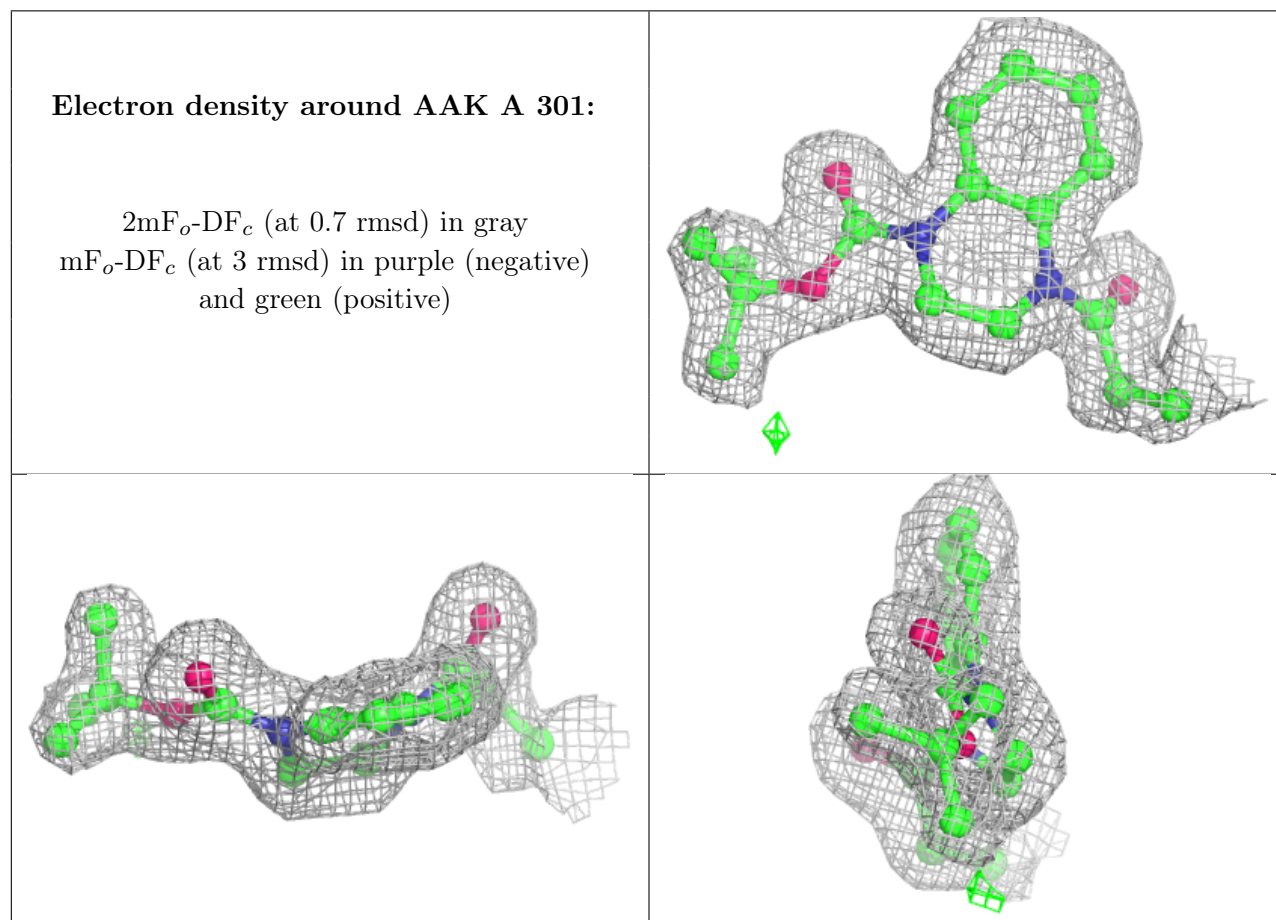 Electron density around AAK A 301:
2mFo-DFc (at 0.7 rmsd) in gray
mFo-DFc (at 3 rmsd) in purple (negative)
and green (positive)